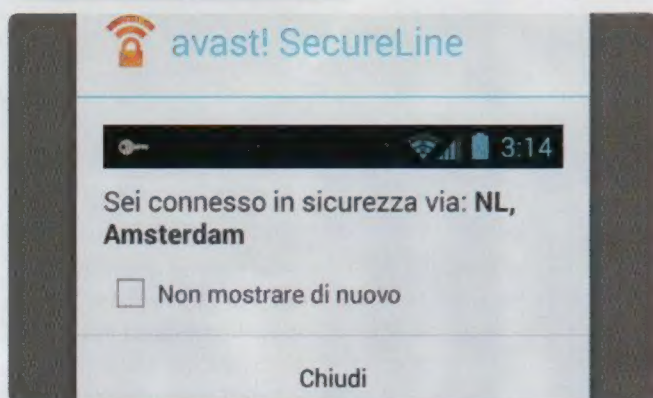 avast! SecureLine
3:14
Sei connesso in sicurezza via: NL,
Amsterdam
Non mostrare di nuovo
Chiudi